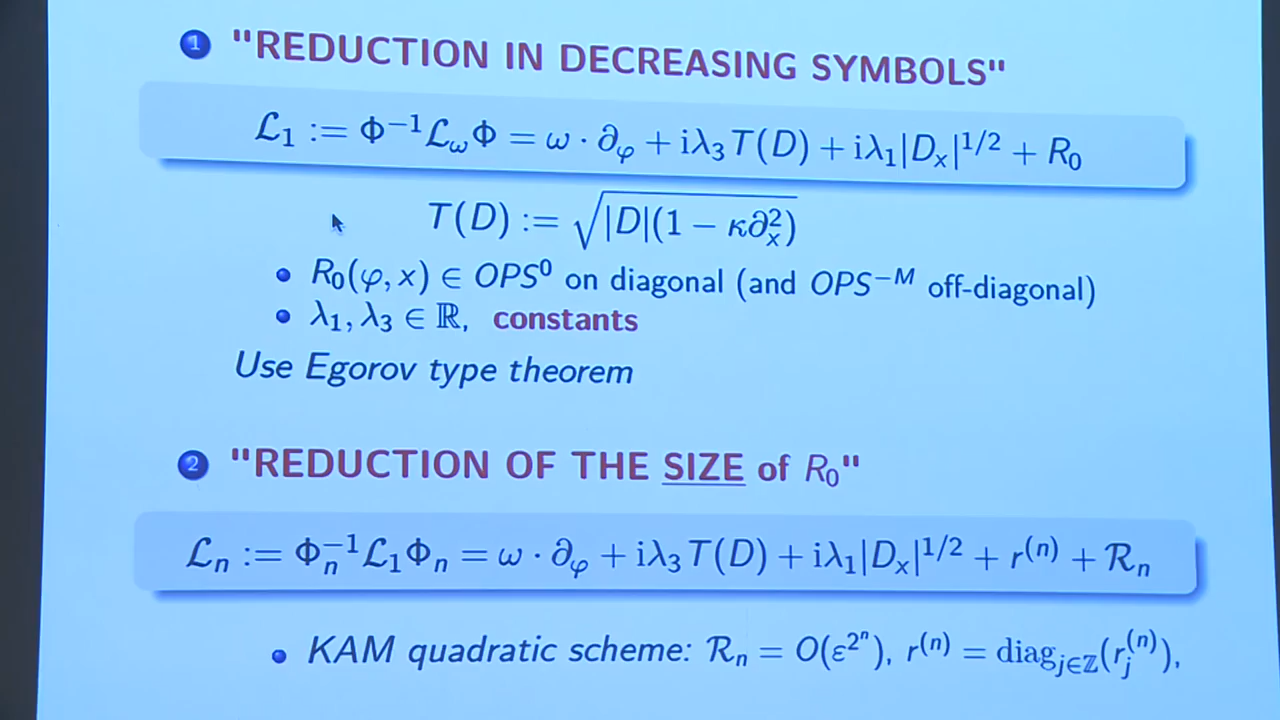 1 "REDUCTION IN DECREASING SYMBOLS"
ℒ₁ := Φ⁻¹ℒ_ωΦ = ω · ∂_φ + iλ₃T(D) + iλ₁|D_x|^{1/2} + R₀
T(D) := √(|D|(1 − κ∂_x²))
• R₀(φ, x) ∈ OPS⁰ on diagonal (and OPS^{−M} off-diagonal)
• λ₁, λ₃ ∈ ℝ, constants
Use Egorov type theorem
2 "REDUCTION OF THE SIZE of R₀"
ℒ_n := Φ_n⁻¹ℒ₁Φ_n = ω · ∂_φ + iλ₃T(D) + iλ₁|D_x|^{1/2} + r^{(n)} + ℛ_n
• KAM quadratic scheme: ℛ_n = O(ε^{2^n}), r^{(n)} = diag_{j∈ℤ}(r_j^{(n)}),